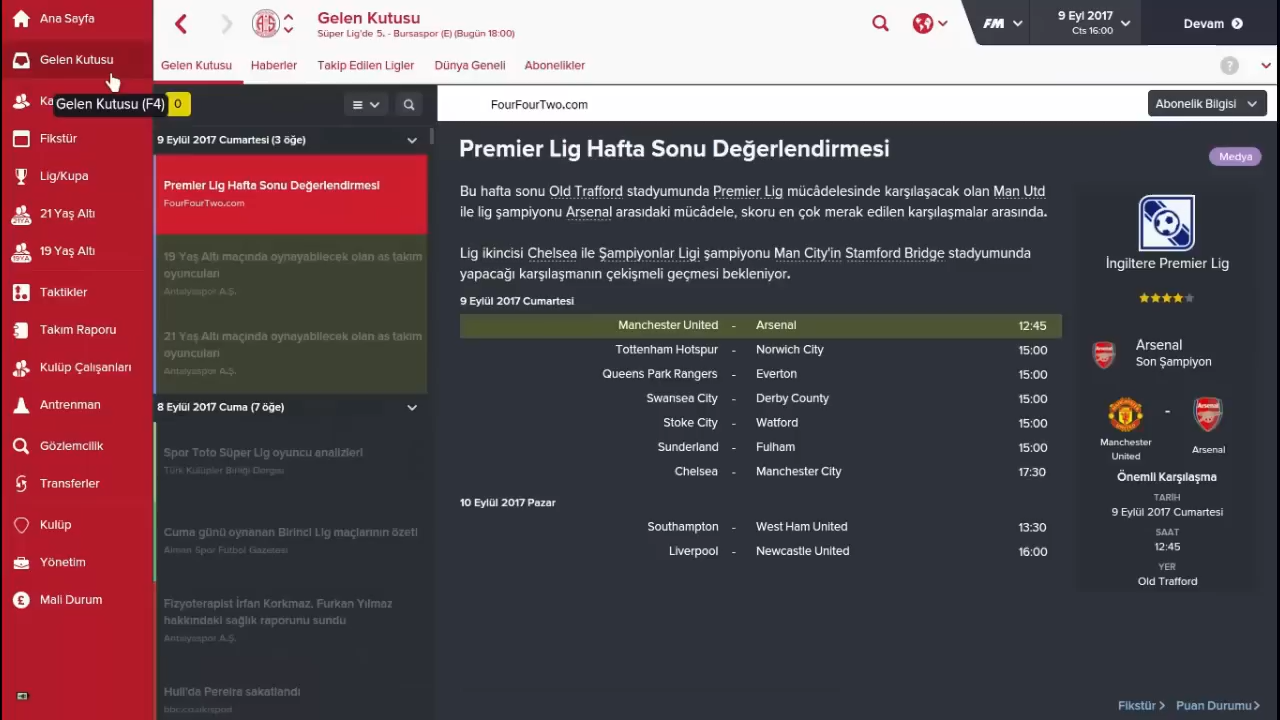 Ana Sayfa
Gelen Kutusu
Gelen Kutusu (F4)
0
Fikstür
Lig/Kupa
21 Yaş Altı
19 Yaş Altı
Taktikler
Takım Raporu
Kulüp Çalışanları
Antrenman
Gözlemcilik
Transferler
Kulüp
Yönetim
Mali Durum
Gelen Kutusu
Süper Lig'de 5. - Bursaspor (E) (Bugün 18:00)
FM
9 Eyl 2017
Cts 16:00
Devam
Gelen Kutusu Haberler Takip Edilen Ligler Dünya Geneli Abonelikler
?
9 Eylül 2017 Cumartesi (3 öğe)
Premier Lig Hafta Sonu Değerlendirmesi
FourFourTwo.com
19 Yaş Altı maçında oynayabilecek olan as takım
oyuncuları
Antalyaspor A.Ş.
21 Yaş Altı maçında oynayabilecek olan as takım
oyuncuları
Antalyaspor A.Ş.
8 Eylül 2017 Cuma (7 öğe)
Spor Toto Süper Lig oyuncu analizleri
Türk Kulüpler Birliği Dergisi
Cuma günü oynanan Birinci Lig maçlarının özeti
Spor Futbol Gazetesi
Fizyoterapist İrfan Korkmaz, Furkan Yılmaz
hakkındaki sağlık raporunu sundu
Antalyaspor A.Ş.
Hull'da Pereira sakatlandı
FourFourTwo.com
Abonelik Bilgisi
Premier Lig Hafta Sonu Değerlendirmesi
Medya
Bu hafta sonu Old Trafford stadyumunda Premier Lig mücâdelesinde karşılaşacak olan Man Utd
ile lig şampiyonu Arsenal arasıdaki mücâdele, skoru en çok merak edilen karşılaşmalar arasında.
Lig ikincisi Chelsea ile Şampiyonlar Ligi şampiyonu Man City'in Stamford Bridge stadyumunda
yapacağı karşılaşmanın çekişmeli geçmesi bekleniyor.
9 Eylül 2017 Cumartesi
Manchester United - Arsenal 12:45
Tottenham Hotspur - Norwich City 15:00
Queens Park Rangers - Everton 15:00
Swansea City - Derby County 15:00
Stoke City - Watford 15:00
Sunderland - Fulham 15:00
Chelsea - Manchester City 17:30
10 Eylül 2017 Pazar
Southampton - West Ham United 13:30
Liverpool - Newcastle United 16:00
İngiltere Premier Lig
Arsenal
Son Şampiyon
-
Manchester
United
Arsenal
Önemli Karşılaşma
TARİH
9 Eylül 2017 Cumartesi
SAAT
12:45
YER
Old Trafford
Fikstür
Puan Durumu